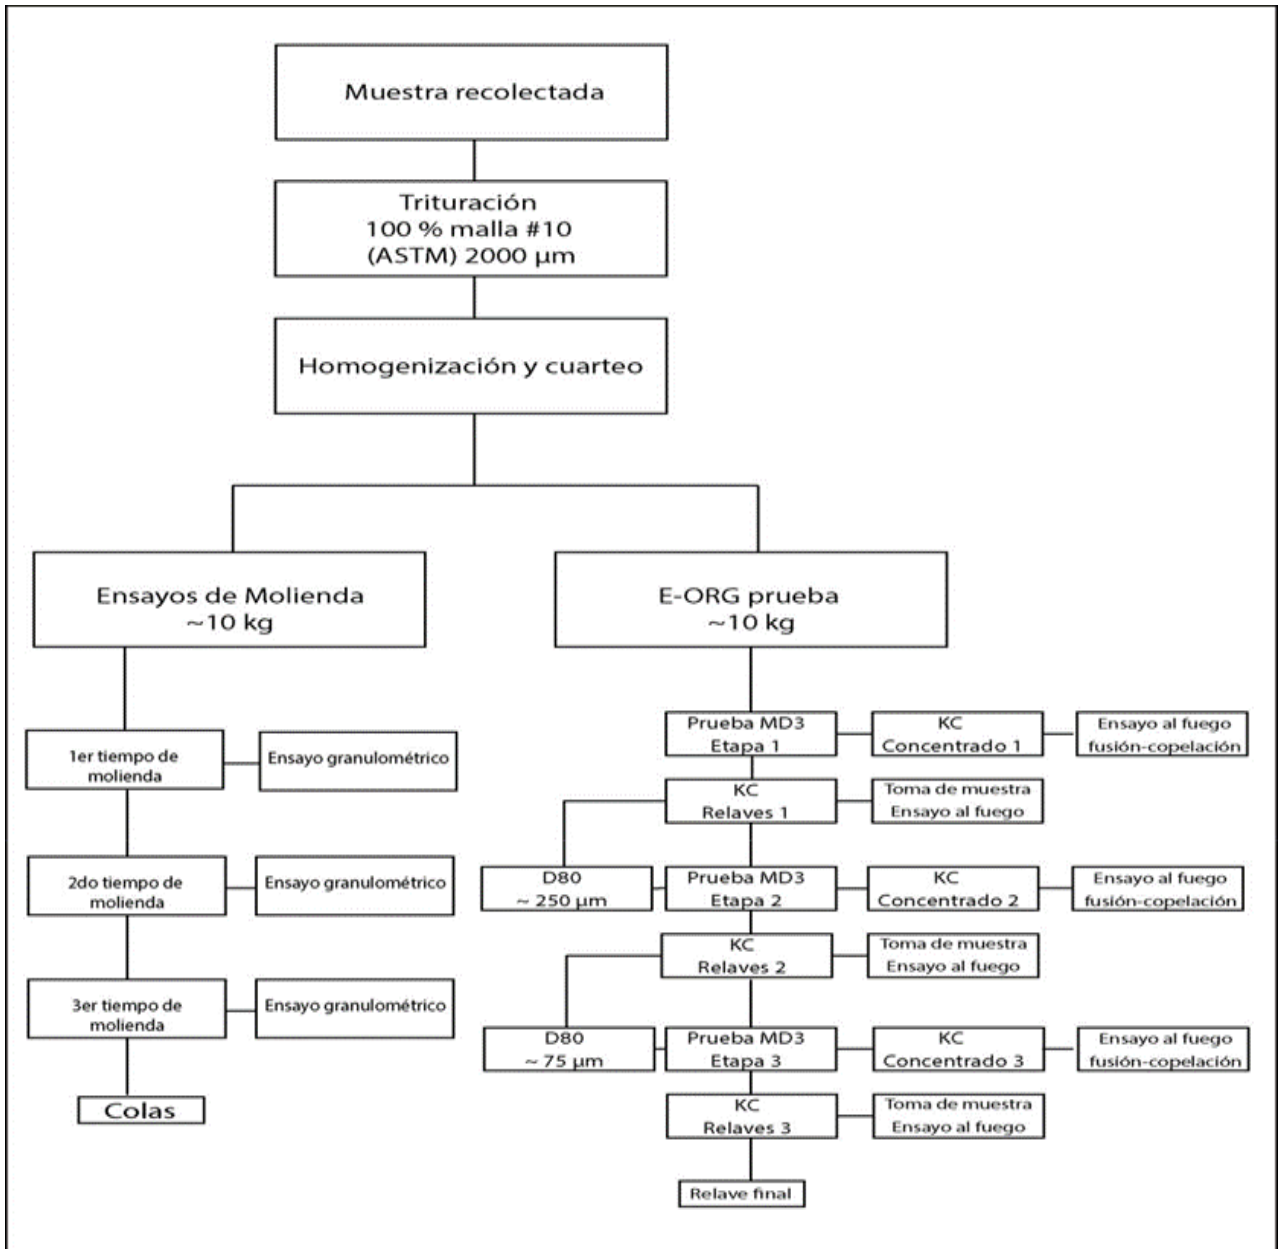 Muestra recolectada
Trituración
100 % malla #10
(ASTM) 2000 µm
Homogenización y cuarteo
Ensayos de Molienda
~10 kg
E-ORG prueba
~10 kg
1er tiempo de
molienda
Ensayo granulométrico
2do tiempo de
molienda
Ensayo granulométrico
3er tiempo de
molienda
Ensayo granulométrico
Colas
Prueba MD3
Etapa 1
KC
Concentrado 1
Ensayo al fuego
fusión-copelación
KC
Relaves 1
Toma de muestra
Ensayo al fuego
D80
~ 250 µm
Prueba MD3
Etapa 2
KC
Concentrado 2
Ensayo al fuego
fusión-copelación
KC
Relaves 2
Toma de muestra
Ensayo al fuego
D80
~ 75 µm
Prueba MD3
Etapa 3
KC
Concentrado 3
Ensayo al fuego
fusión-copelación
KC
Relaves 3
Toma de muestra
Ensayo al fuego
Relave final